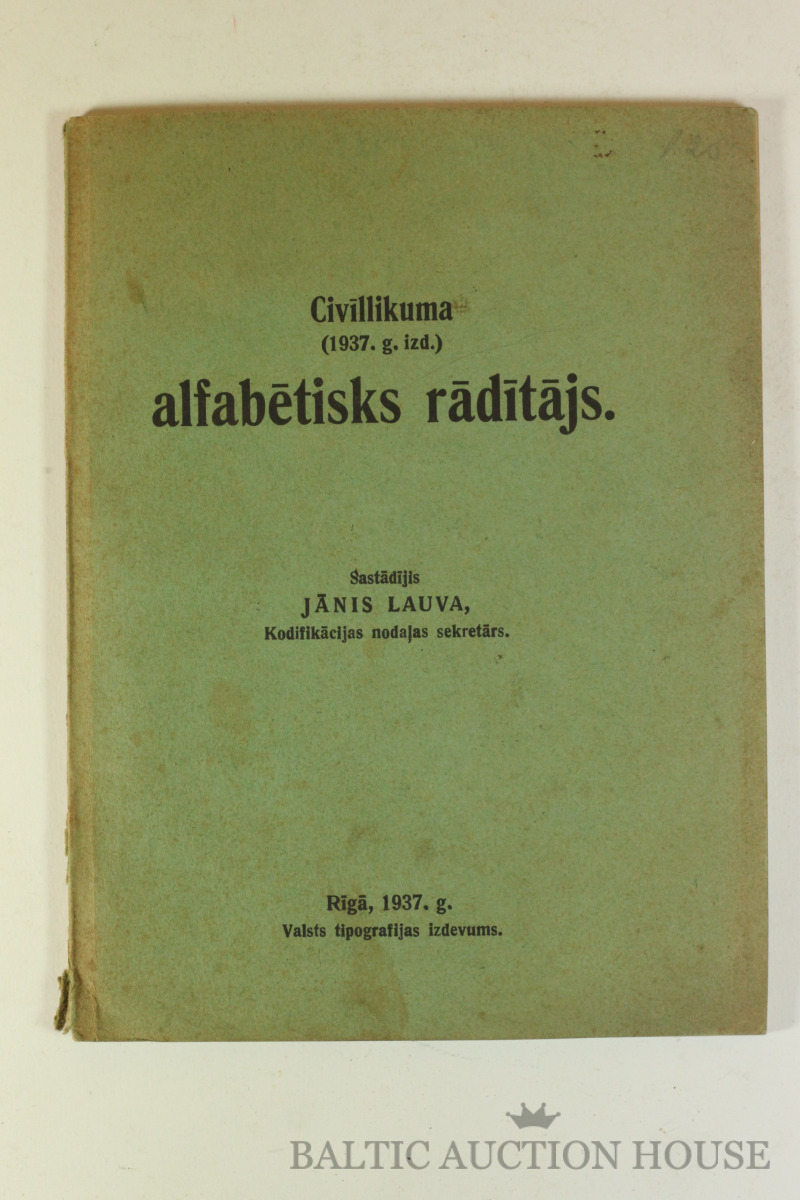 Civīllikuma
(1937. g. izd.)
alfabētisks rādītājs.
Sastādījis
JĀNIS LAUVA,
Kodifikācijas nodaļas sekretārs.
Rīgā, 1937. g.
Valsts tipografijas izdevums.
BALTIC AUCTION HOUSE